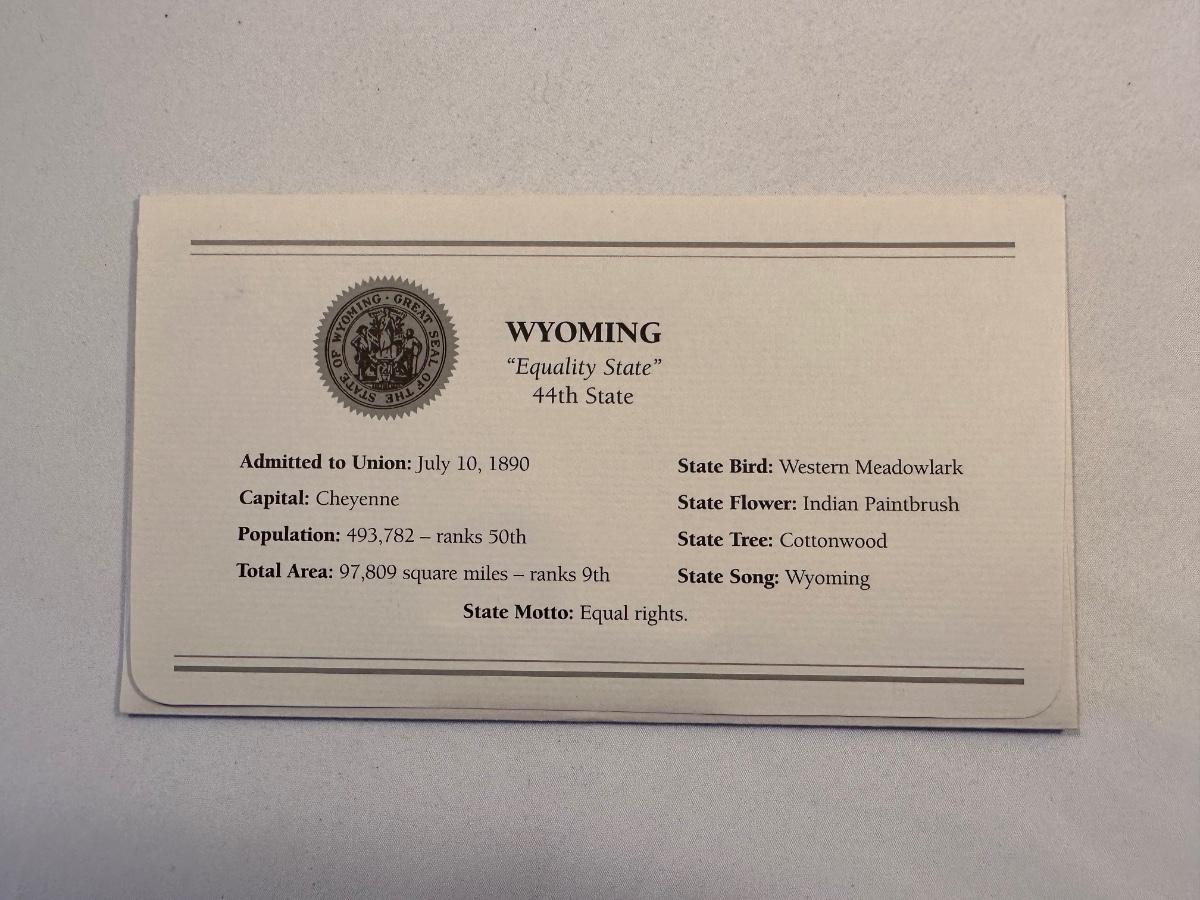 GREAT SEAL OF THE STATE OF WYOMING ·
WYOMING
“Equality State”
44th State
Admitted to Union: July 10, 1890
Capital: Cheyenne
Population: 493,782 – ranks 50th
Total Area: 97,809 square miles – ranks 9th
State Bird: Western Meadowlark
State Flower: Indian Paintbrush
State Tree: Cottonwood
State Song: Wyoming
State Motto: Equal rights.